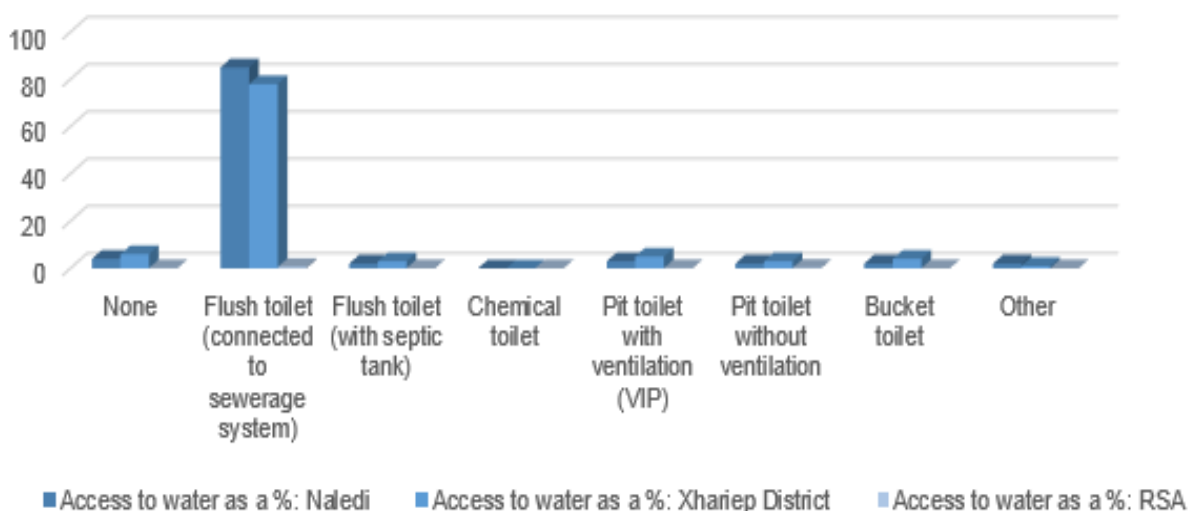 100
80
60
40
20
0
None
Flush toilet
(connected
to
sewerage
system)
Flush toilet
(with septic
tank)
Chemical
toilet
Pit toilet
with
ventilation
(VIP)
Pit toilet
without
ventilation
Bucket
toilet
Other
Access to water as a %: Naledi
Access to water as a %: Xhariep District
Access to water as a %: RSA